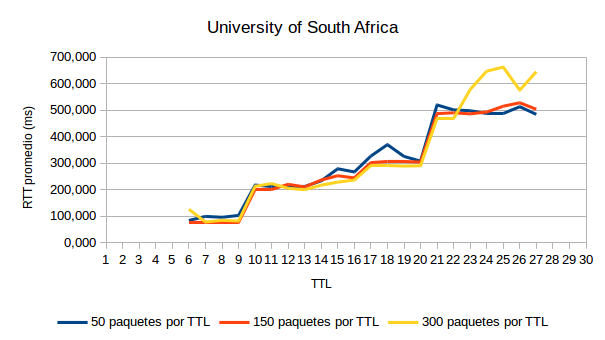 University of South Africa
700,000
600,000
500,000
400,000
300,000
200,000
100,000
0,000
RTT promedio (ms)
1 2 3 4 5 6 7 8 9 10 11 12 13 14 15 16 17 18 19 20 21 22 23 24 25 26 27 28 29 30
TTL
50 paquetes por TTL 150 paquetes por TTL 300 paquetes por TTL